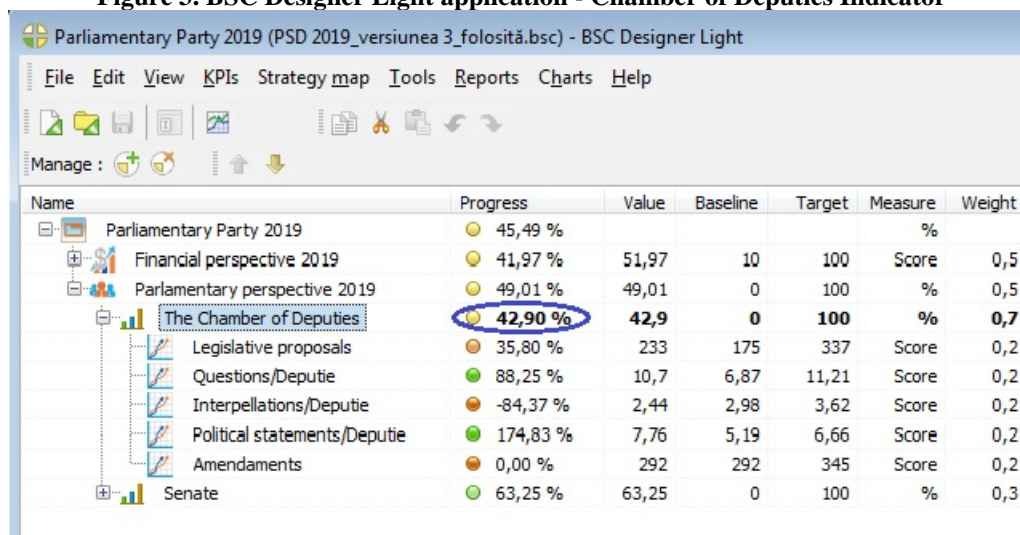 Figure 3. BSC Designer Light application - Chamber of Deputies Indicator
Parliamentary Party 2019 (PSD 2019_versiunea 3_folosită.bsc) - BSC Designer Light
File Edit View KPIs Strategy map Tools Reports Charts Help
Manage :
Name Progress Value Baseline Target Measure Weight
Parliamentary Party 2019 45,49 % %
Financial perspective 2019 41,97 % 51,97 10 100 Score 0,5
Parlamentary perspective 2019 49,01 % 49,01 0 100 % 0,5
The Chamber of Deputies 42,90 % 42,9 0 100 % 0,7
Legislative proposals 35,80 % 233 175 337 Score 0,2
Questions/Deputie 88,25 % 10,7 6,87 11,21 Score 0,2
Interpellations/Deputie -84,37 % 2,44 2,98 3,62 Score 0,2
Political statements/Deputie 174,83 % 7,76 5,19 6,66 Score 0,2
Amendaments 0,00 % 292 292 345 Score 0,2
Senate 63,25 % 63,25 0 100 % 0,3